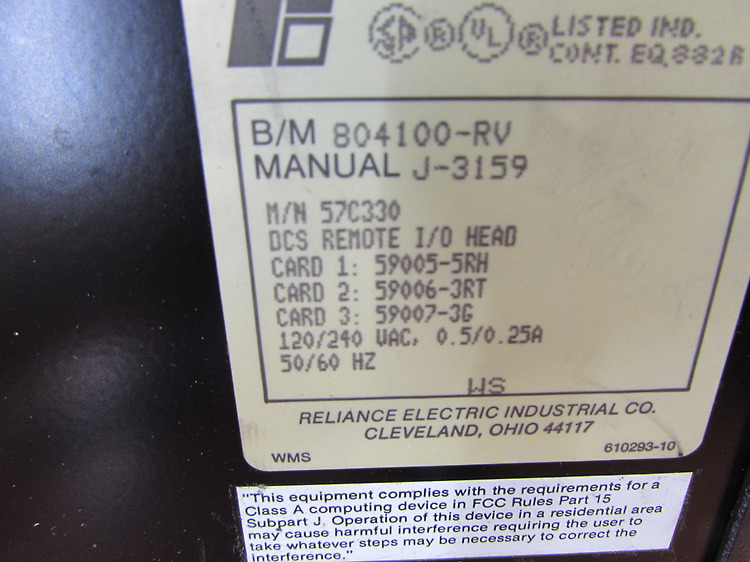 SA ® UL ® LISTED IND.
CONT. EQ.882R
B/M 804100-RV
MANUAL J-3159
M/N 57C330
DCS REMOTE I/O HEAD
CARD 1: 59005-5RH
CARD 2: 59006-3RT
CARD 3: 59007-3G
120/240 VAC, 0.5/0.25A
50/60 HZ
WS
RELIANCE ELECTRIC INDUSTRIAL CO.
CLEVELAND, OHIO 44117
WMS 610293-10
"This equipment complies with the requirements for a
Class A computing device in FCC Rules Part 15
Subpart J. Operation of this device in a residential area
may cause harmful interference requiring the user to
take whatever steps may be necessary to correct the
interference."